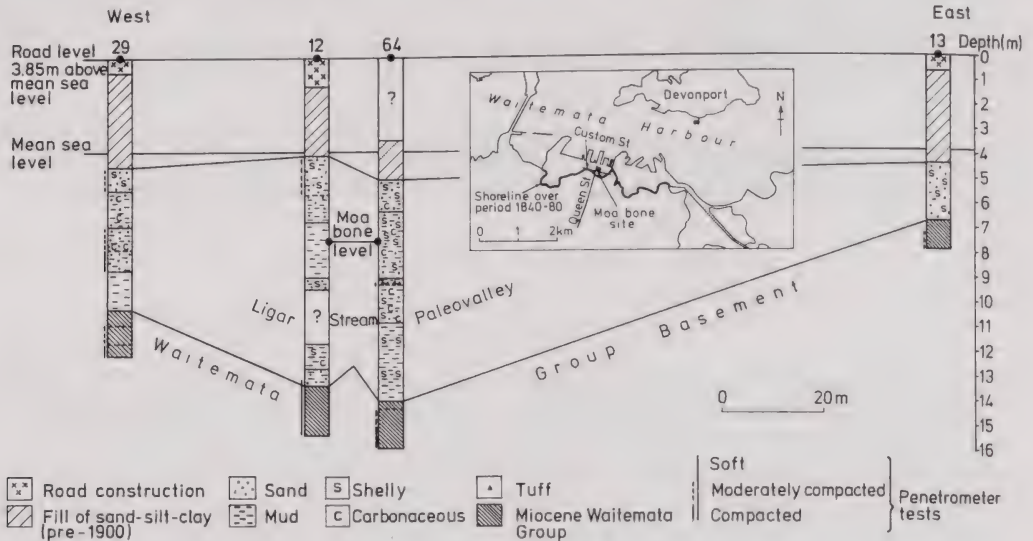 West
East
29
12
64
13
Depth(m)
Road level
3.85m above
mean sea
level
Mean sea
level
0
1
2
3
4
5
6
7
8
9
10
11
12
13
14
15
16
?
Waitemata
Harbour
Devonport
N
Custom St
Shoreline over
period 1840-80
Queen St
Moa bone
site
0 1 2km
Moa
bone
level
Ligar Stream Paleovalley
?
Waitemata Group Basement
0 20m
S
C
Road construction
Sand
S Shelly
Tuff
Fill of sand-silt-clay
(pre-1900)
Mud
C Carbonaceous
Miocene Waitemata
Group
Soft
Moderately compacted
Compacted
Penetrometer
tests